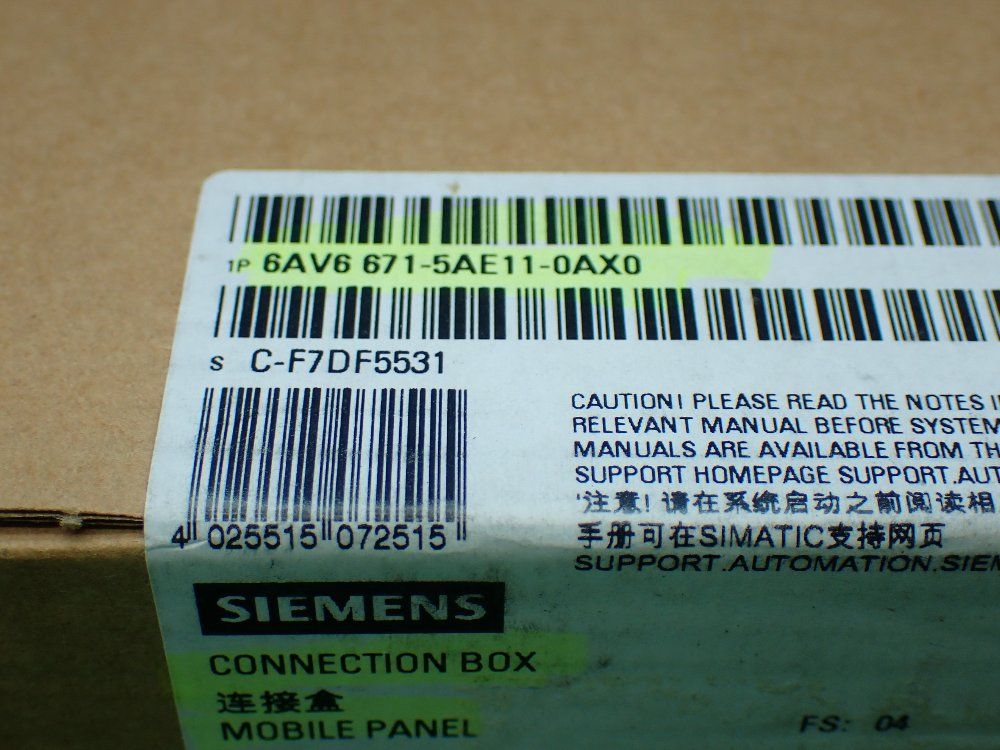 1P 6AV6 671-5AE11-0AX0
S C-F7DF5531
CAUTION! PLEASE READ THE NOTES
RELEVANT MANUAL BEFORE SYSTEM
MANUALS ARE AVAILABLE FROM
SUPPORT HOMEPAGE SUPPORT.AUT
注意! 请在系统启动之前阅读相
手册可在SIMATIC支持网页
SUPPORT.AUTOMATION.SIEM
4 025515 072515
SIEMENS
CONNECTION BOX
连接盒
MOBILE PANEL
FS: 04